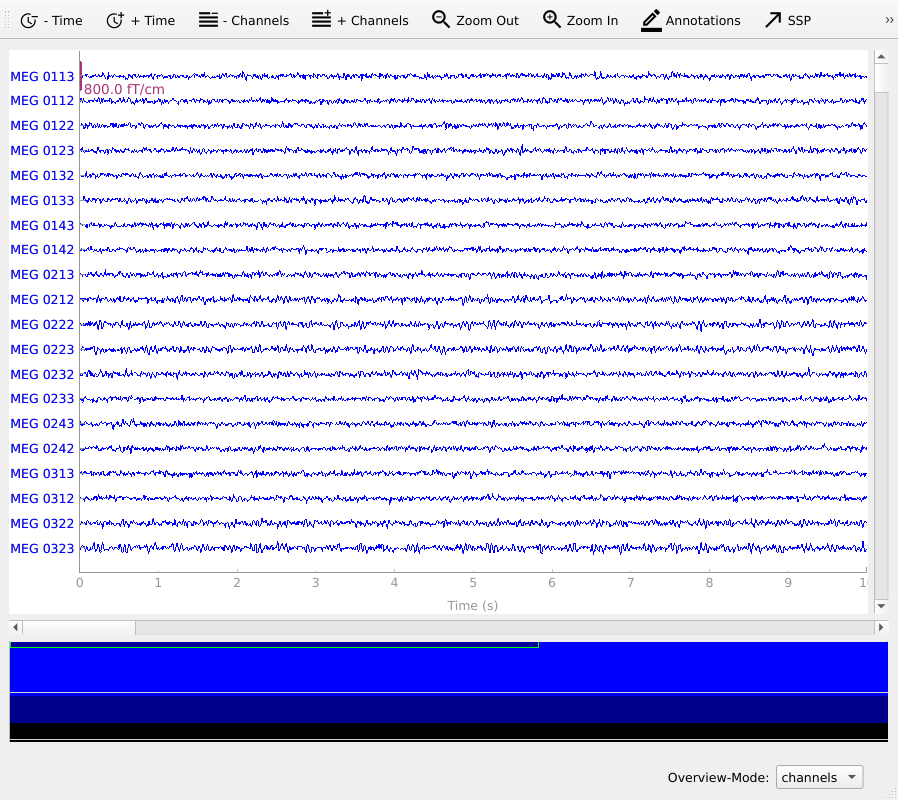 - Time + Time - Channels + Channels Zoom Out Zoom In Annotations SSP »
MEG 0113
800.0 fT/cm
MEG 0112
MEG 0122
MEG 0123
MEG 0132
MEG 0133
MEG 0143
MEG 0142
MEG 0213
MEG 0212
MEG 0222
MEG 0223
MEG 0232
MEG 0233
MEG 0243
MEG 0242
MEG 0313
MEG 0312
MEG 0322
MEG 0323
0 1 2 3 4 5 6 7 8 9 1
Time (s)
Overview-Mode: channels